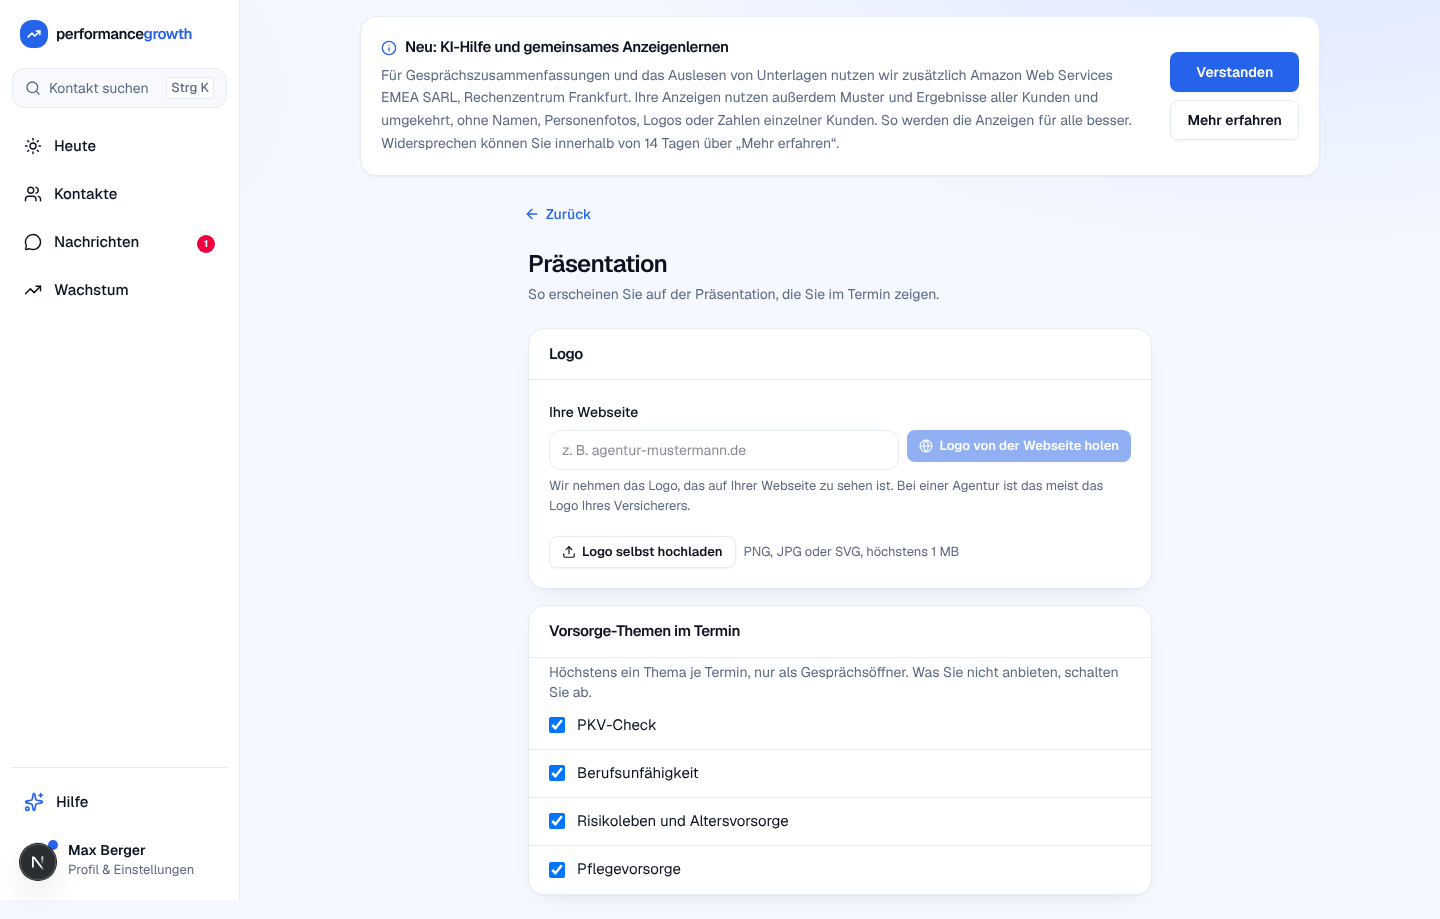 performancegrowth
Kontakt suchen Strg K
Heute
Kontakte
Nachrichten 1
Wachstum
Hilfe
Max Berger
Profil & Einstellungen
Neu: KI-Hilfe und gemeinsames Anzeigenlernen
Für Gesprächszusammenfassungen und das Auslesen von Unterlagen nutzen wir zusätzlich Amazon Web Services
EMEA SARL, Rechenzentrum Frankfurt. Ihre Anzeigen nutzen außerdem Muster und Ergebnisse aller Kunden und
umgekehrt, ohne Namen, Personenfotos, Logos oder Zahlen einzelner Kunden. So werden die Anzeigen für alle besser.
Widersprechen können Sie innerhalb von 14 Tagen über „Mehr erfahren“.
Verstanden
Mehr erfahren
Zurück
Präsentation
So erscheinen Sie auf der Präsentation, die Sie im Termin zeigen.
Logo
Ihre Webseite
z. B. agentur-mustermann.de
Logo von der Webseite holen
Wir nehmen das Logo, das auf Ihrer Webseite zu sehen ist. Bei einer Agentur ist das meist das
Logo Ihres Versicherers.
Logo selbst hochladen PNG, JPG oder SVG, höchstens 1 MB
Vorsorge-Themen im Termin
Höchstens ein Thema je Termin, nur als Gesprächsöffner. Was Sie nicht anbieten, schalten
Sie ab.
PKV-Check
Berufsunfähigkeit
Risikoleben und Altersvorsorge
Pflegevorsorge